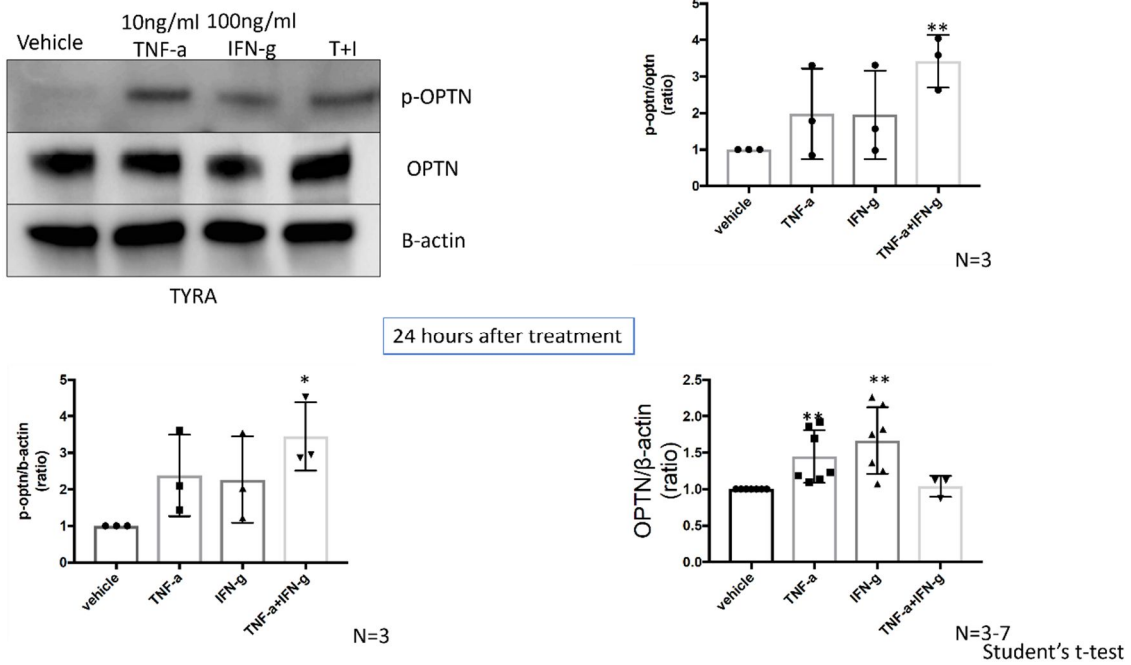 10ng/ml 100ng/ml
Vehicle TNF-a IFN-g T+I
p-OPTN
OPTN
B-actin
TYRA
p-optn/optn
(ratio)
5
4
3
2
1
0
**
vehicle
TNF-a
IFN-g
TNF-a+IFN-g
N=3
24 hours after treatment
p-optn/b-actin
(ratio)
5
4
3
2
1
0
*
vehicle
TNF-a
IFN-g
TNF-a+IFN-g
N=3
OPTN/β-actin
(ratio)
2.5
2.0
1.5
1.0
0.5
0.0
**
**
vehicle
TNF-a
IFN-g
TNF-a+IFN-g
N=3-7
Student’s t-test